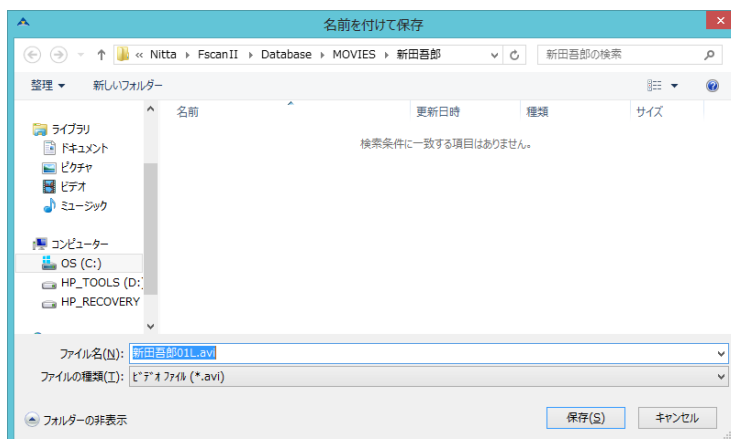 名前を付けて保存
« Nitta ▸ FscanII ▸ Database ▸ MOVIES ▸ 新田吾郎
新田吾郎の検索
整理 新しいフォルダー
名前 更新日時 種類 サイズ
検索条件に一致する項目はありません。
ライブラリ
ドキュメント
ピクチャ
ビデオ
ミュージック
コンピューター
OS (C:)
HP_TOOLS (D:)
HP_RECOVERY
ファイル名(N): 新田吾郎01L.avi
ファイルの種類(T): ビデオ ファイル (*.avi)
フォルダーの非表示 保存(S) キャンセル